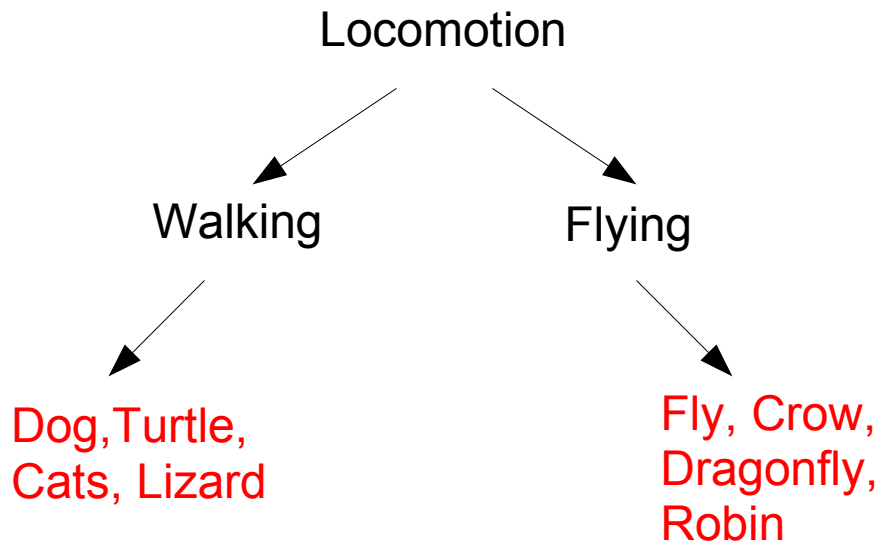 Locomotion
Walking
Flying
Dog,Turtle,
Cats, Lizard
Fly, Crow,
Dragonfly,
Robin